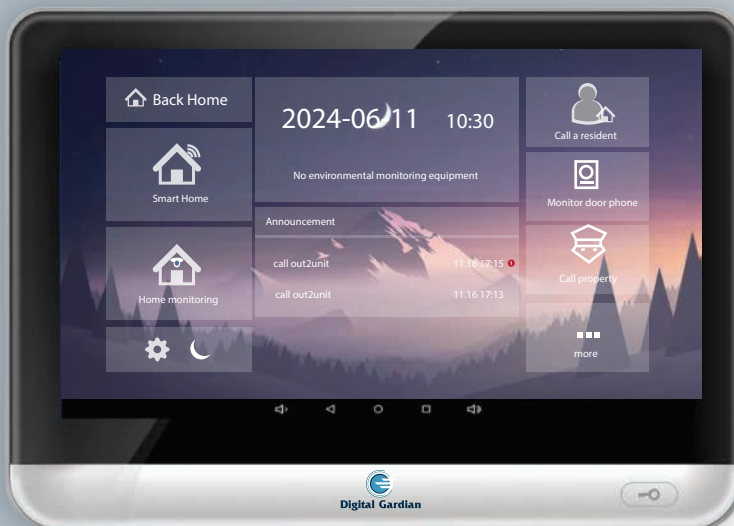 Back Home
2024-06-11 10:30
No environmental monitoring equipment
Smart Home
Home monitoring
Announcement
call out2unit 11.16 17:15
call out2unit 11.16 17:13
Call a resident
Monitor door phone
Call property
more
Digital Gardian